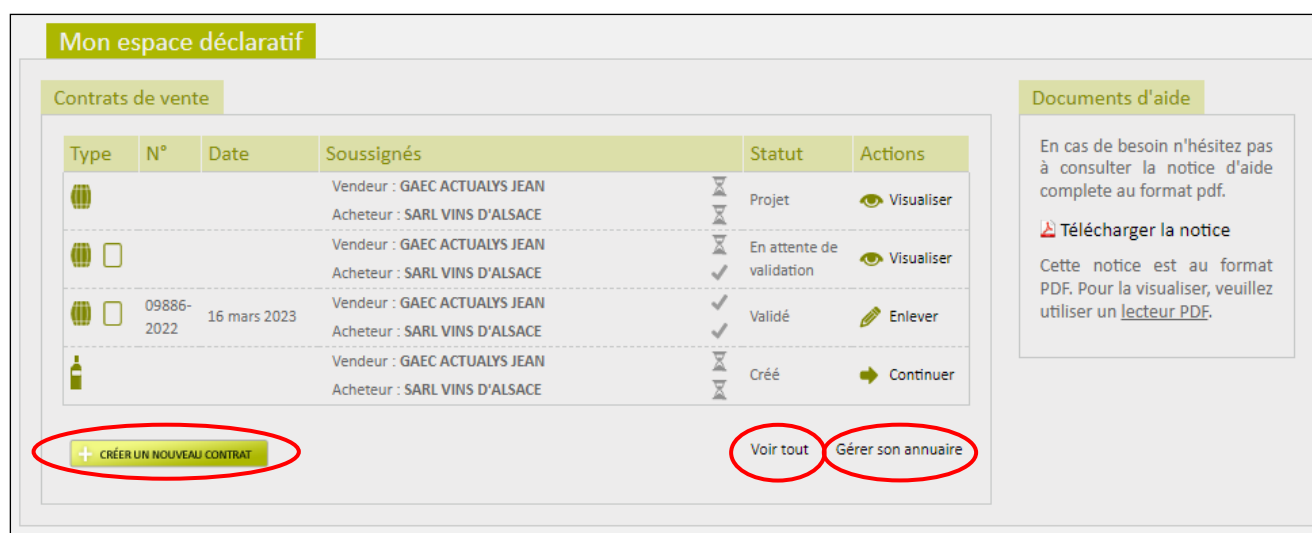 Mon espace déclaratif
Contrats de vente
Type N° Date Soussignés Statut Actions
Vendeur : GAEC ACTUALYS JEAN
Acheteur : SARL VINS D'ALSACE
Projet Visualiser
Vendeur : GAEC ACTUALYS JEAN
Acheteur : SARL VINS D'ALSACE
En attente de
validation
Visualiser
09886-
2022
16 mars 2023
Vendeur : GAEC ACTUALYS JEAN
Acheteur : SARL VINS D'ALSACE
Validé Enlever
Vendeur : GAEC ACTUALYS JEAN
Acheteur : SARL VINS D'ALSACE
Créé Continuer
+ CRÉER UN NOUVEAU CONTRAT
Voir tout Gérer son annuaire
Documents d'aide
En cas de besoin n'hésitez pas
à consulter la notice d'aide
complete au format pdf.
Télécharger la notice
Cette notice est au format
PDF. Pour la visualiser, veuillez
utiliser un lecteur PDF.